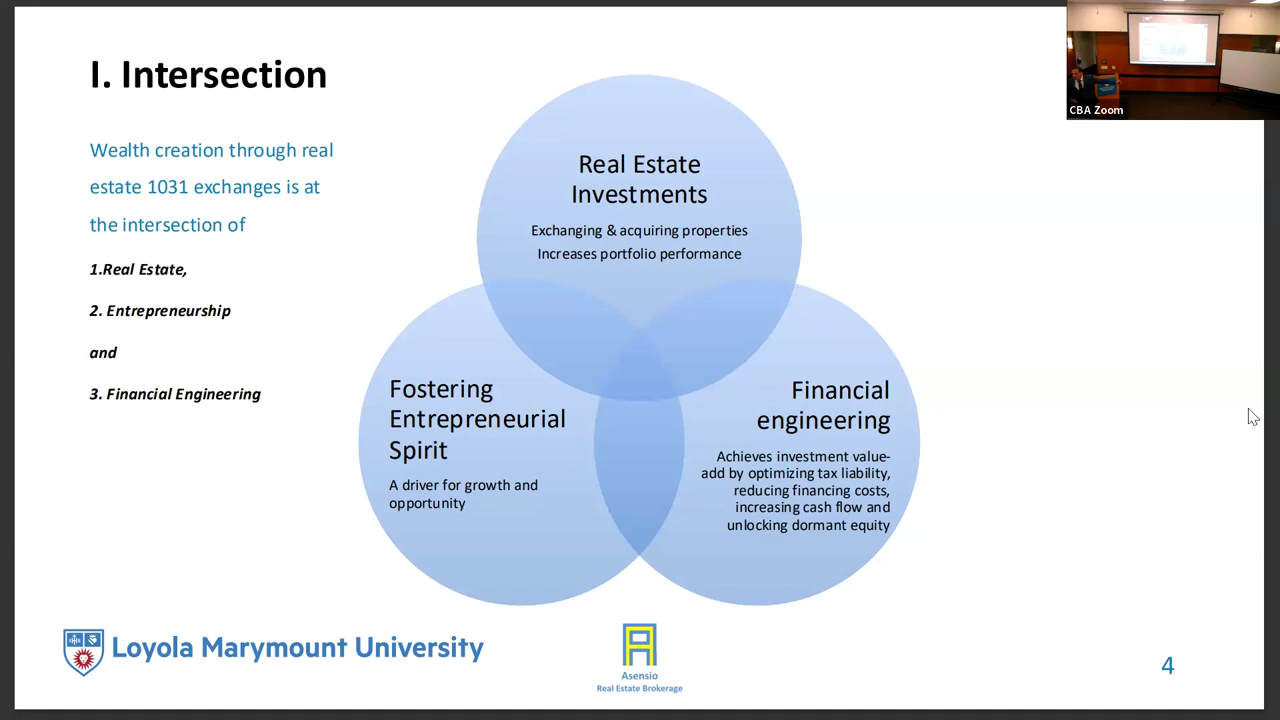 I. Intersection
Wealth creation through real
estate 1031 exchanges is at
the intersection of
1.Real Estate,
2. Entrepreneurship
and
3. Financial Engineering
Real Estate
Investments
Exchanging & acquiring properties
Increases portfolio performance
Fostering
Entrepreneurial
Spirit
A driver for growth and
opportunity
Financial
engineering
Achieves investment value-
add by optimizing tax liability,
reducing financing costs,
increasing cash flow and
unlocking dormant equity
CBA Zoom
Loyola Marymount University
Asensio
Real Estate Brokerage
4